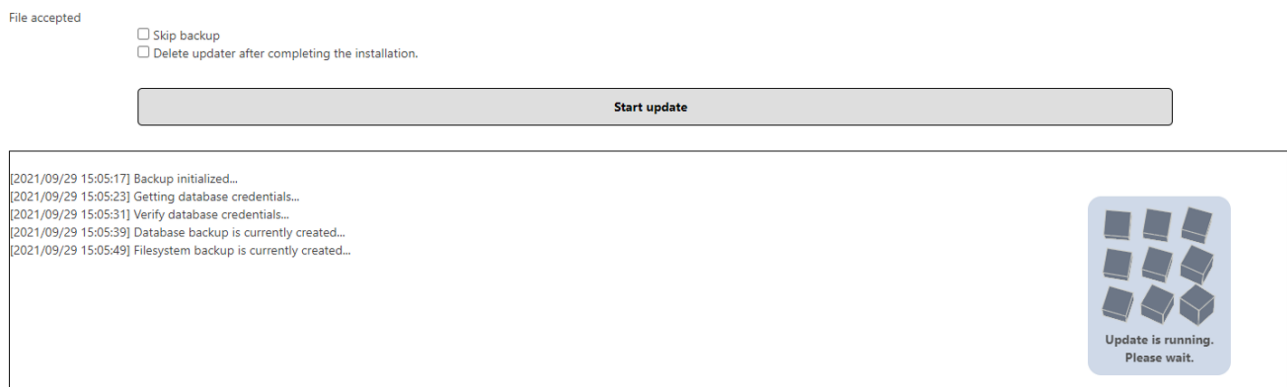 File accepted
Skip backup
Delete updater after completing the installation.
Start update
[2021/09/29 15:05:17] Backup initialized...
[2021/09/29 15:05:23] Getting database credentials...
[2021/09/29 15:05:31] Verify database credentials...
[2021/09/29 15:05:39] Database backup is currently created...
[2021/09/29 15:05:49] Filesystem backup is currently created...
Update is running.
Please wait.